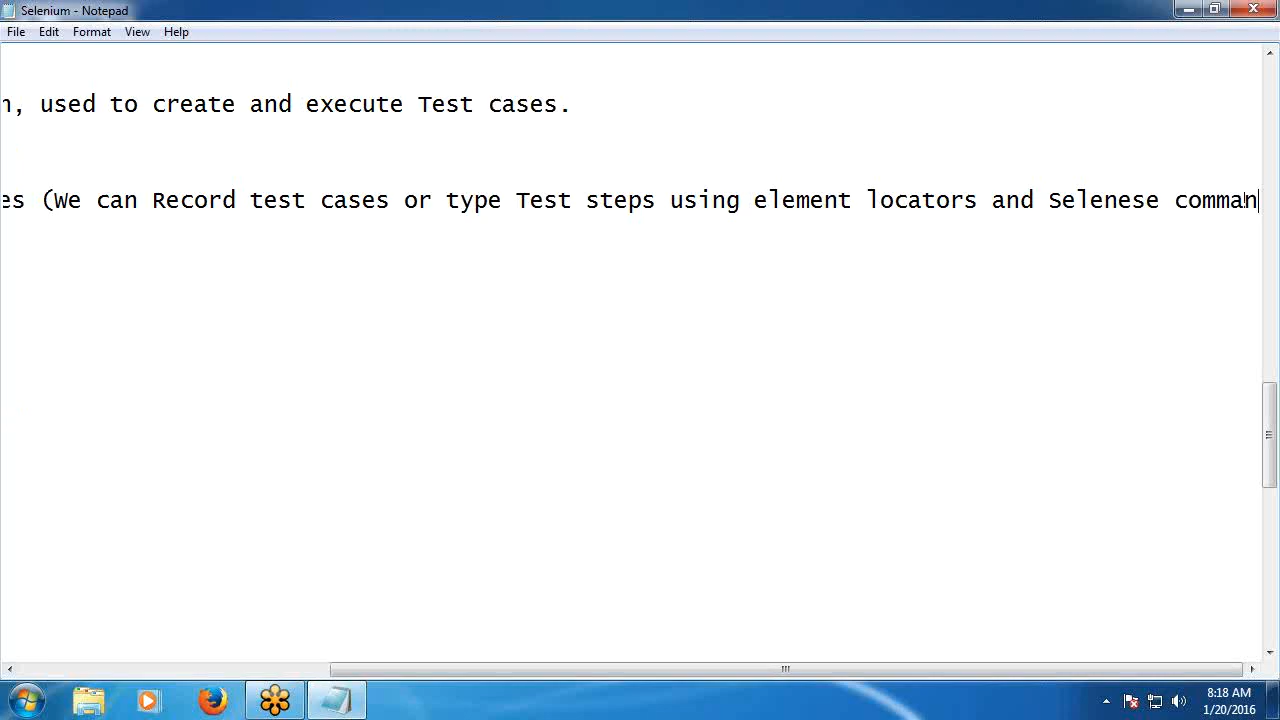 Selenium - Notepad
File Edit Format View Help
n, used to create and execute Test cases.
es (We can Record test cases or type Test steps using element locators and Selenese comman
8:18 AM
1/20/2016